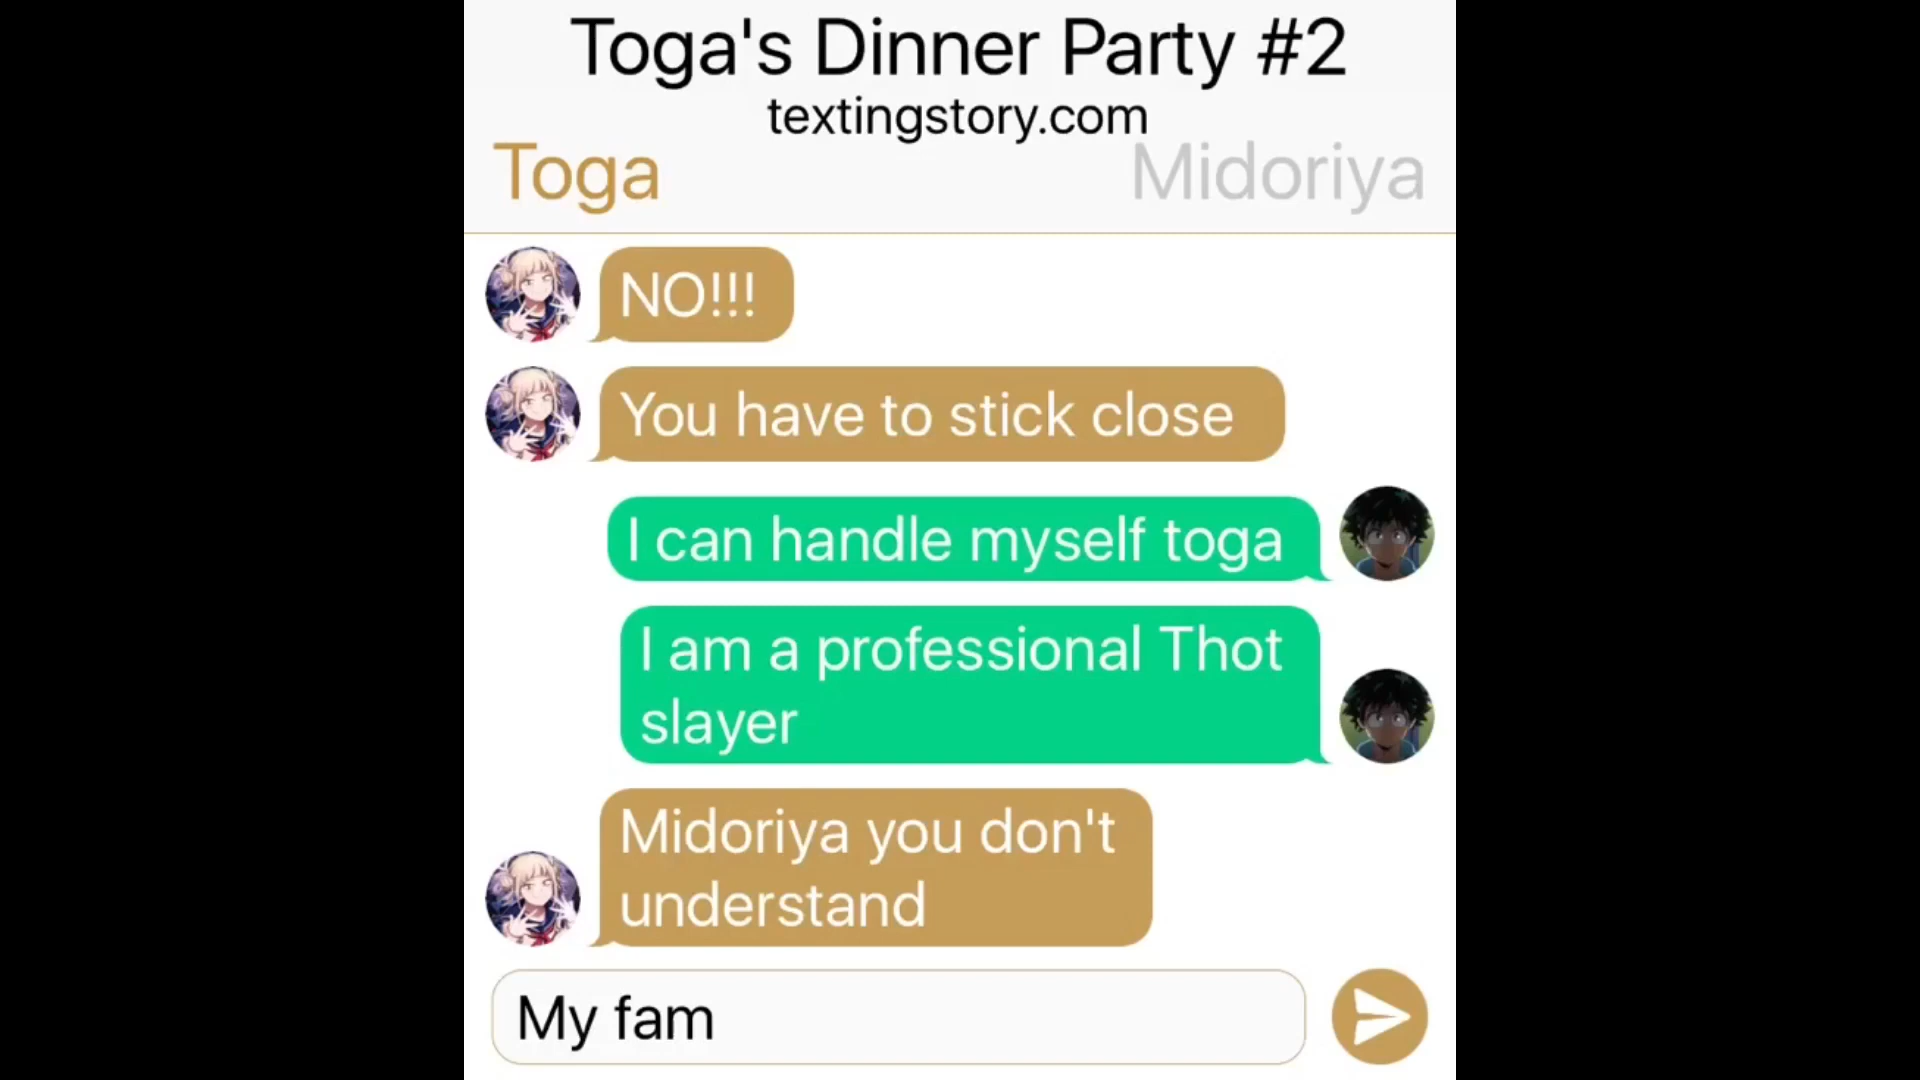 Toga's Dinner Party #2
textingstory.com
Toga
Midoriya
NO!!!
You have to stick close
I can handle myself toga
I am a professional Thot
slayer
Midoriya you don't
understand
My fam